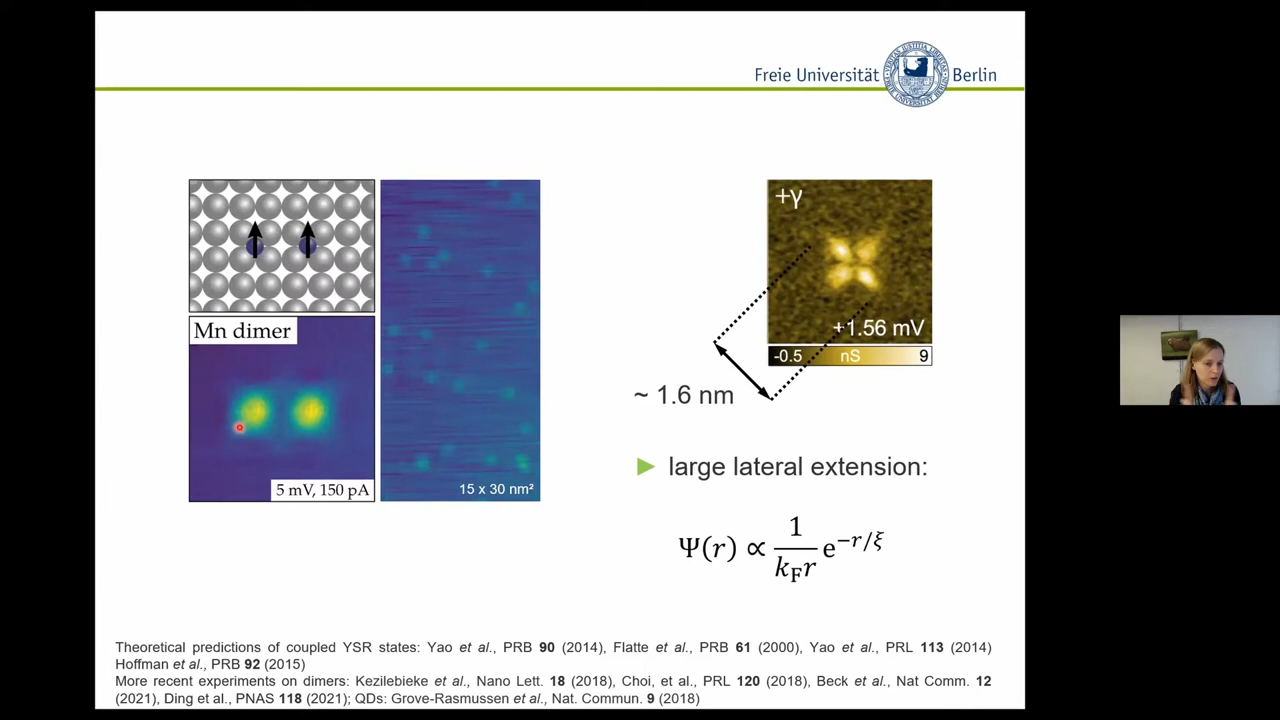 Freie Universität Berlin
Mn dimer
5 mV, 150 pA
15 x 30 nm²
+γ
+1.56 mV
-0.5 nS 9
~ 1.6 nm
► large lateral extension:
Ψ(r) ∝ 1/(k_F r) e^{-r/ξ}
Theoretical predictions of coupled YSR states: Yao et al., PRB 90 (2014), Flatte et al., PRB 61 (2000), Yao et al., PRL 113 (2014)
Hoffman et al., PRB 92 (2015)
More recent experiments on dimers: Kezilebieke et al., Nano Lett. 18 (2018), Choi, et al., PRL 120 (2018), Beck et al., Nat Comm. 12
(2021), Ding et al., PNAS 118 (2021); QDs: Grove-Rasmussen et al., Nat. Commun. 9 (2018)